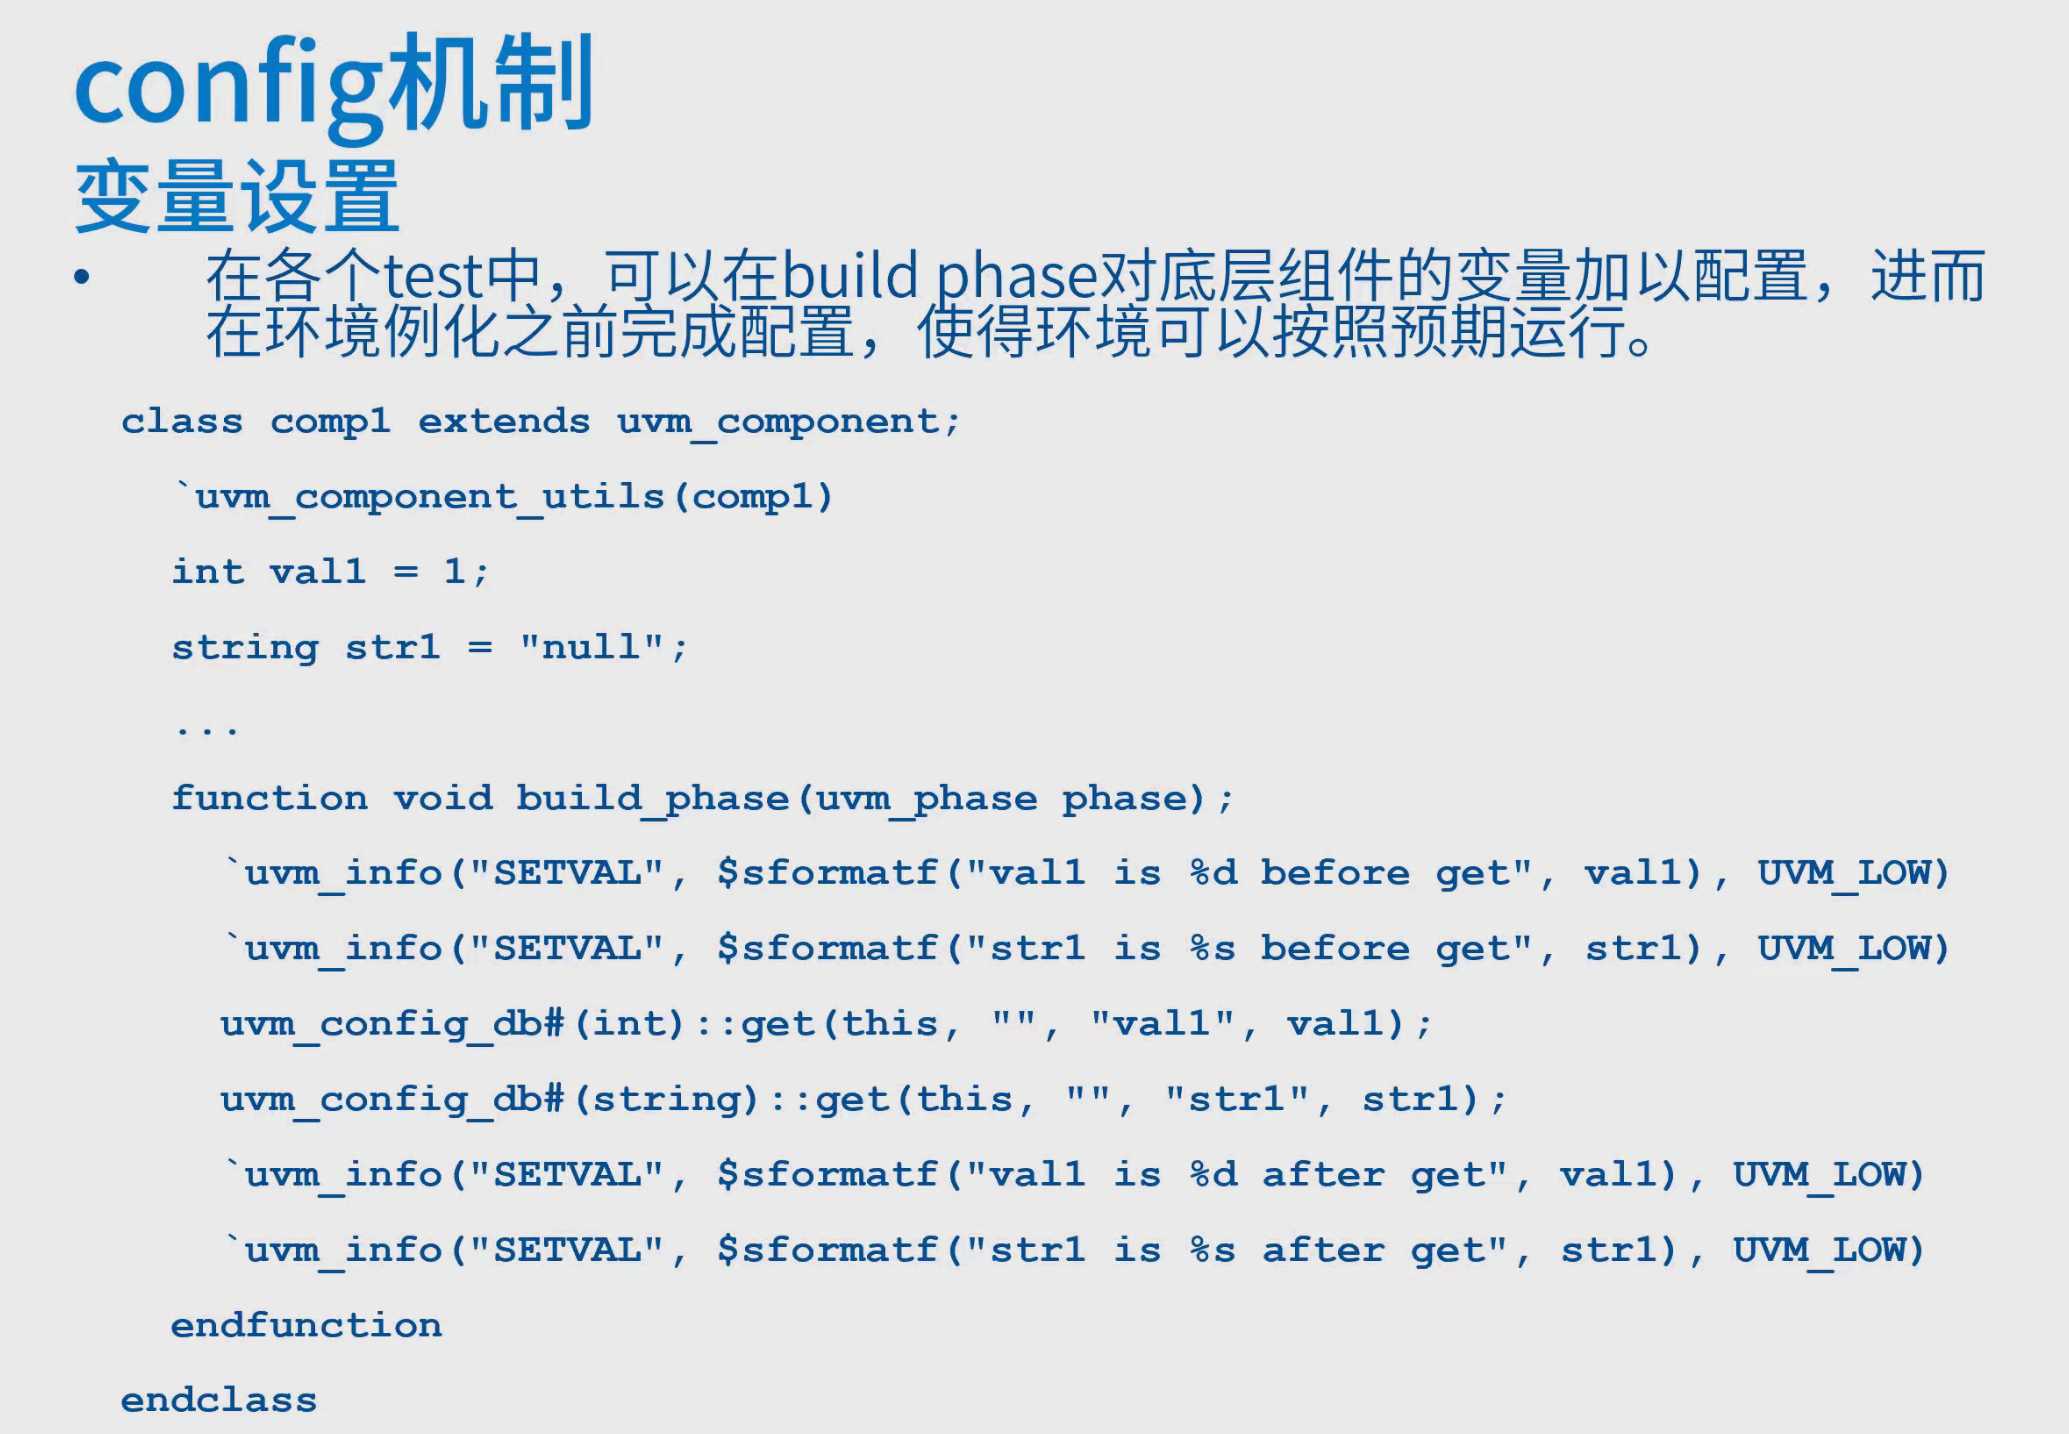 config机制
变量设置
• 在各个test中，可以在build phase对底层组件的变量加以配置，进而
在环境例化之前完成配置，使得环境可以按照预期运行。
class comp1 extends uvm_component;
`uvm_component_utils(comp1)
int val1 = 1;
string str1 = "null";
...
function void build_phase(uvm_phase phase);
`uvm_info("SETVAL", $sformatf("val1 is %d before get", val1), UVM_LOW)
`uvm_info("SETVAL", $sformatf("str1 is %s before get", str1), UVM_LOW)
uvm_config_db#(int)::get(this, "", "val1", val1);
uvm_config_db#(string)::get(this, "", "str1", str1);
`uvm_info("SETVAL", $sformatf("val1 is %d after get", val1), UVM_LOW)
`uvm_info("SETVAL", $sformatf("str1 is %s after get", str1), UVM_LOW)
endfunction
endclass